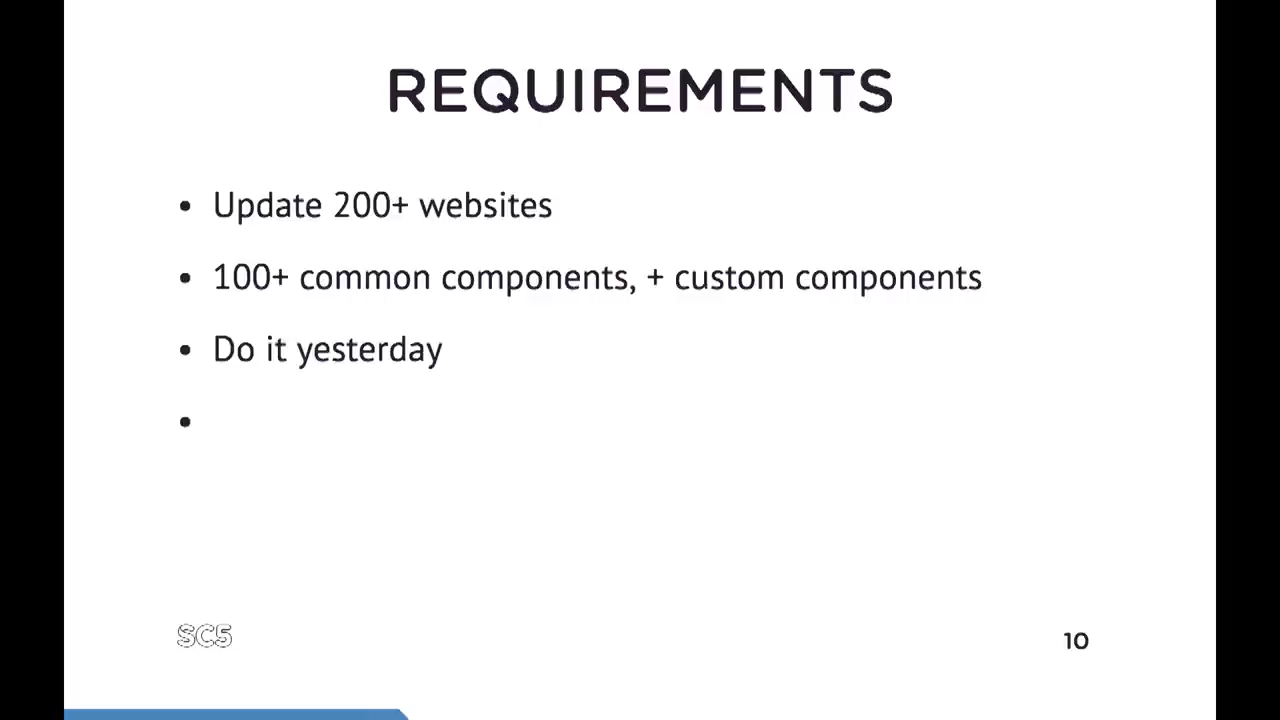 REQUIREMENTS
• Update 200+ websites
• 100+ common components, + custom components
• Do it yesterday
•
SC5
10